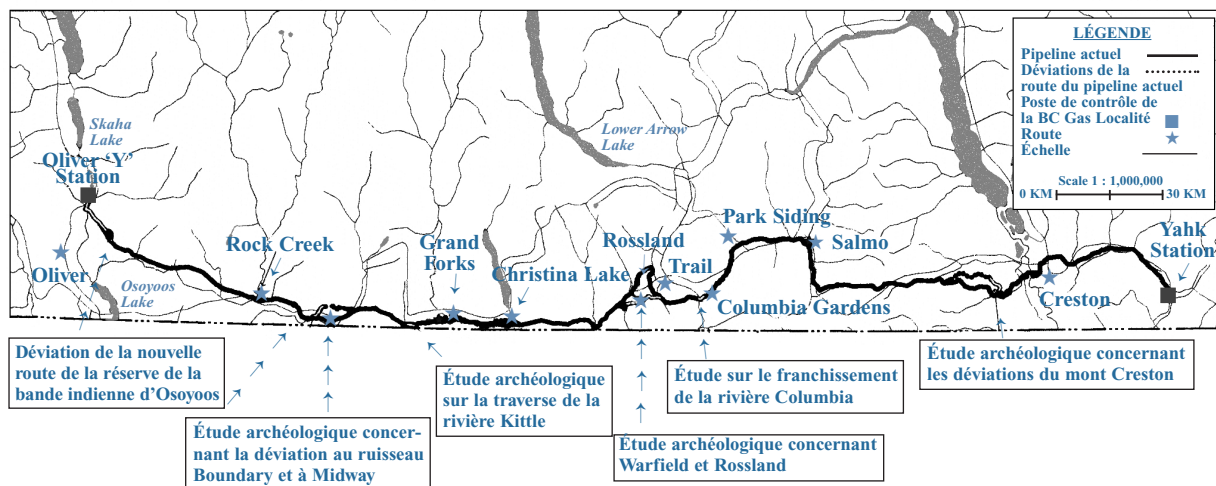 LÉGENDE
Pipeline actuel
Déviations de la
route du pipeline actuel
Poste de contrôle de
la BC Gas Localité
Route
Échelle
Scale 1 : 1,000,000
0 KM 30 KM
Skaha
Lake
Oliver ‘Y’
Station
Oliver
Osoyoos
Lake
Rock Creek
Grand
Forks
Christina Lake
Lower Arrow
Lake
Rossland
Trail
Park Siding
Salmo
Columbia Gardens
Creston
Yahk
Station
Déviation de la nouvelle
route de la réserve de la
bande indienne d’Osoyoos
Étude archéologique concer-
nant la déviation au ruisseau
Boundary et à Midway
Étude archéologique
sur la traverse de la
rivière Kittle
Étude archéologique concernant
Warfield et Rossland
Étude sur le franchissement
de la rivière Columbia
Étude archéologique concernant
les déviations du mont Creston